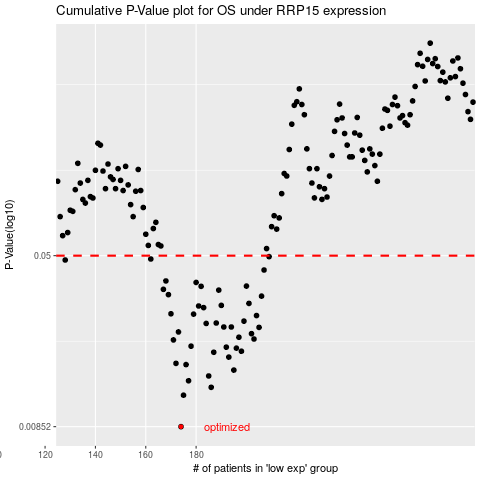 Cumulative P-Value plot for OS under RRP15 expression
P-Value(log10)
0.05
0.00852
optimized
0 120 140 160 180
# of patients in 'low exp' group